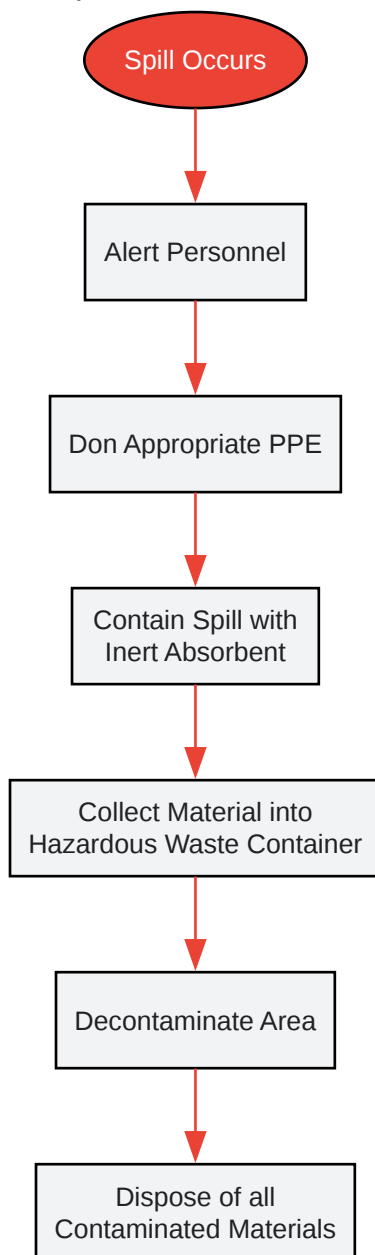 Spill Occurs
Alert Personnel
Don Appropriate PPE
Contain Spill with
Inert Absorbent
Collect Material into
Hazardous Waste Container
Decontaminate Area
Dispose of all
Contaminated Materials